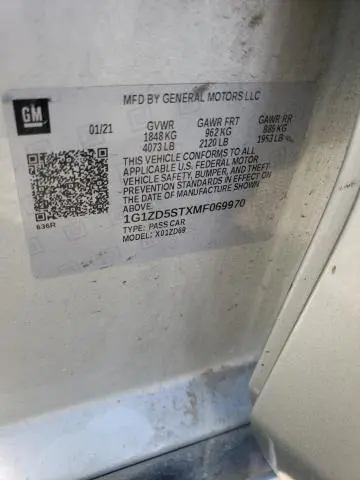 GM
MFD BY GENERAL MOTORS LLC
01/21 GVWR GAWR FRT GAWR RR
1848 KG 962 KG 886 KG
4073 LB 2120 LB 1953 LB
THIS VEHICLE CONFORMS TO ALL
APPLICABLE U.S. FEDERAL MOTOR
VEHICLE SAFETY, BUMPER, AND THEFT
PREVENTION STANDARDS IN EFFECT ON
THE DATE OF MANUFACTURE SHOWN
ABOVE.
1G1ZD5STXMF069970
TYPE: PASS CAR
MODEL: X01ZD69
636R